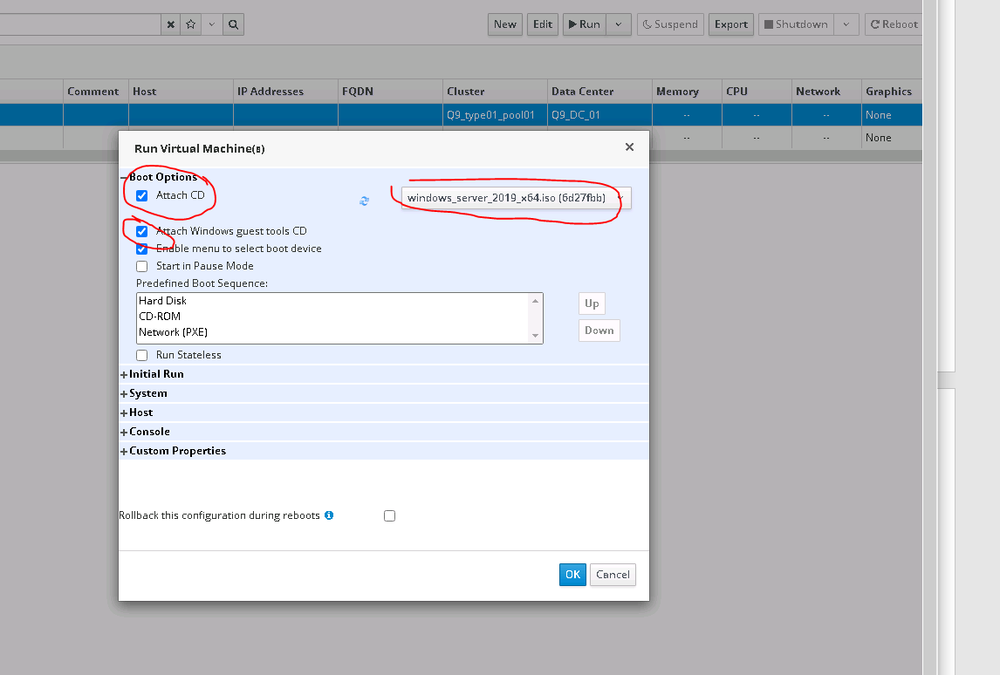 New Edit Run Suspend Export Shutdown Reboot
Comment Host IP Addresses FQDN Cluster Data Center Memory CPU Network Graphics
Q9_type01_pool01 Q9_DC_01 -- -- -- None
-- -- -- None
Run Virtual Machine(s)
Boot Options
Attach CD windows_server_2019_x64.iso (6d27fbb)
Attach Windows guest tools CD
Enable menu to select boot device
Start in Pause Mode
Predefined Boot Sequence:
Hard Disk Up
CD-ROM
Network (PXE) Down
Run Stateless
+Initial Run
+System
+Host
+Console
+Custom Properties
Rollback this configuration during reboots
OK Cancel